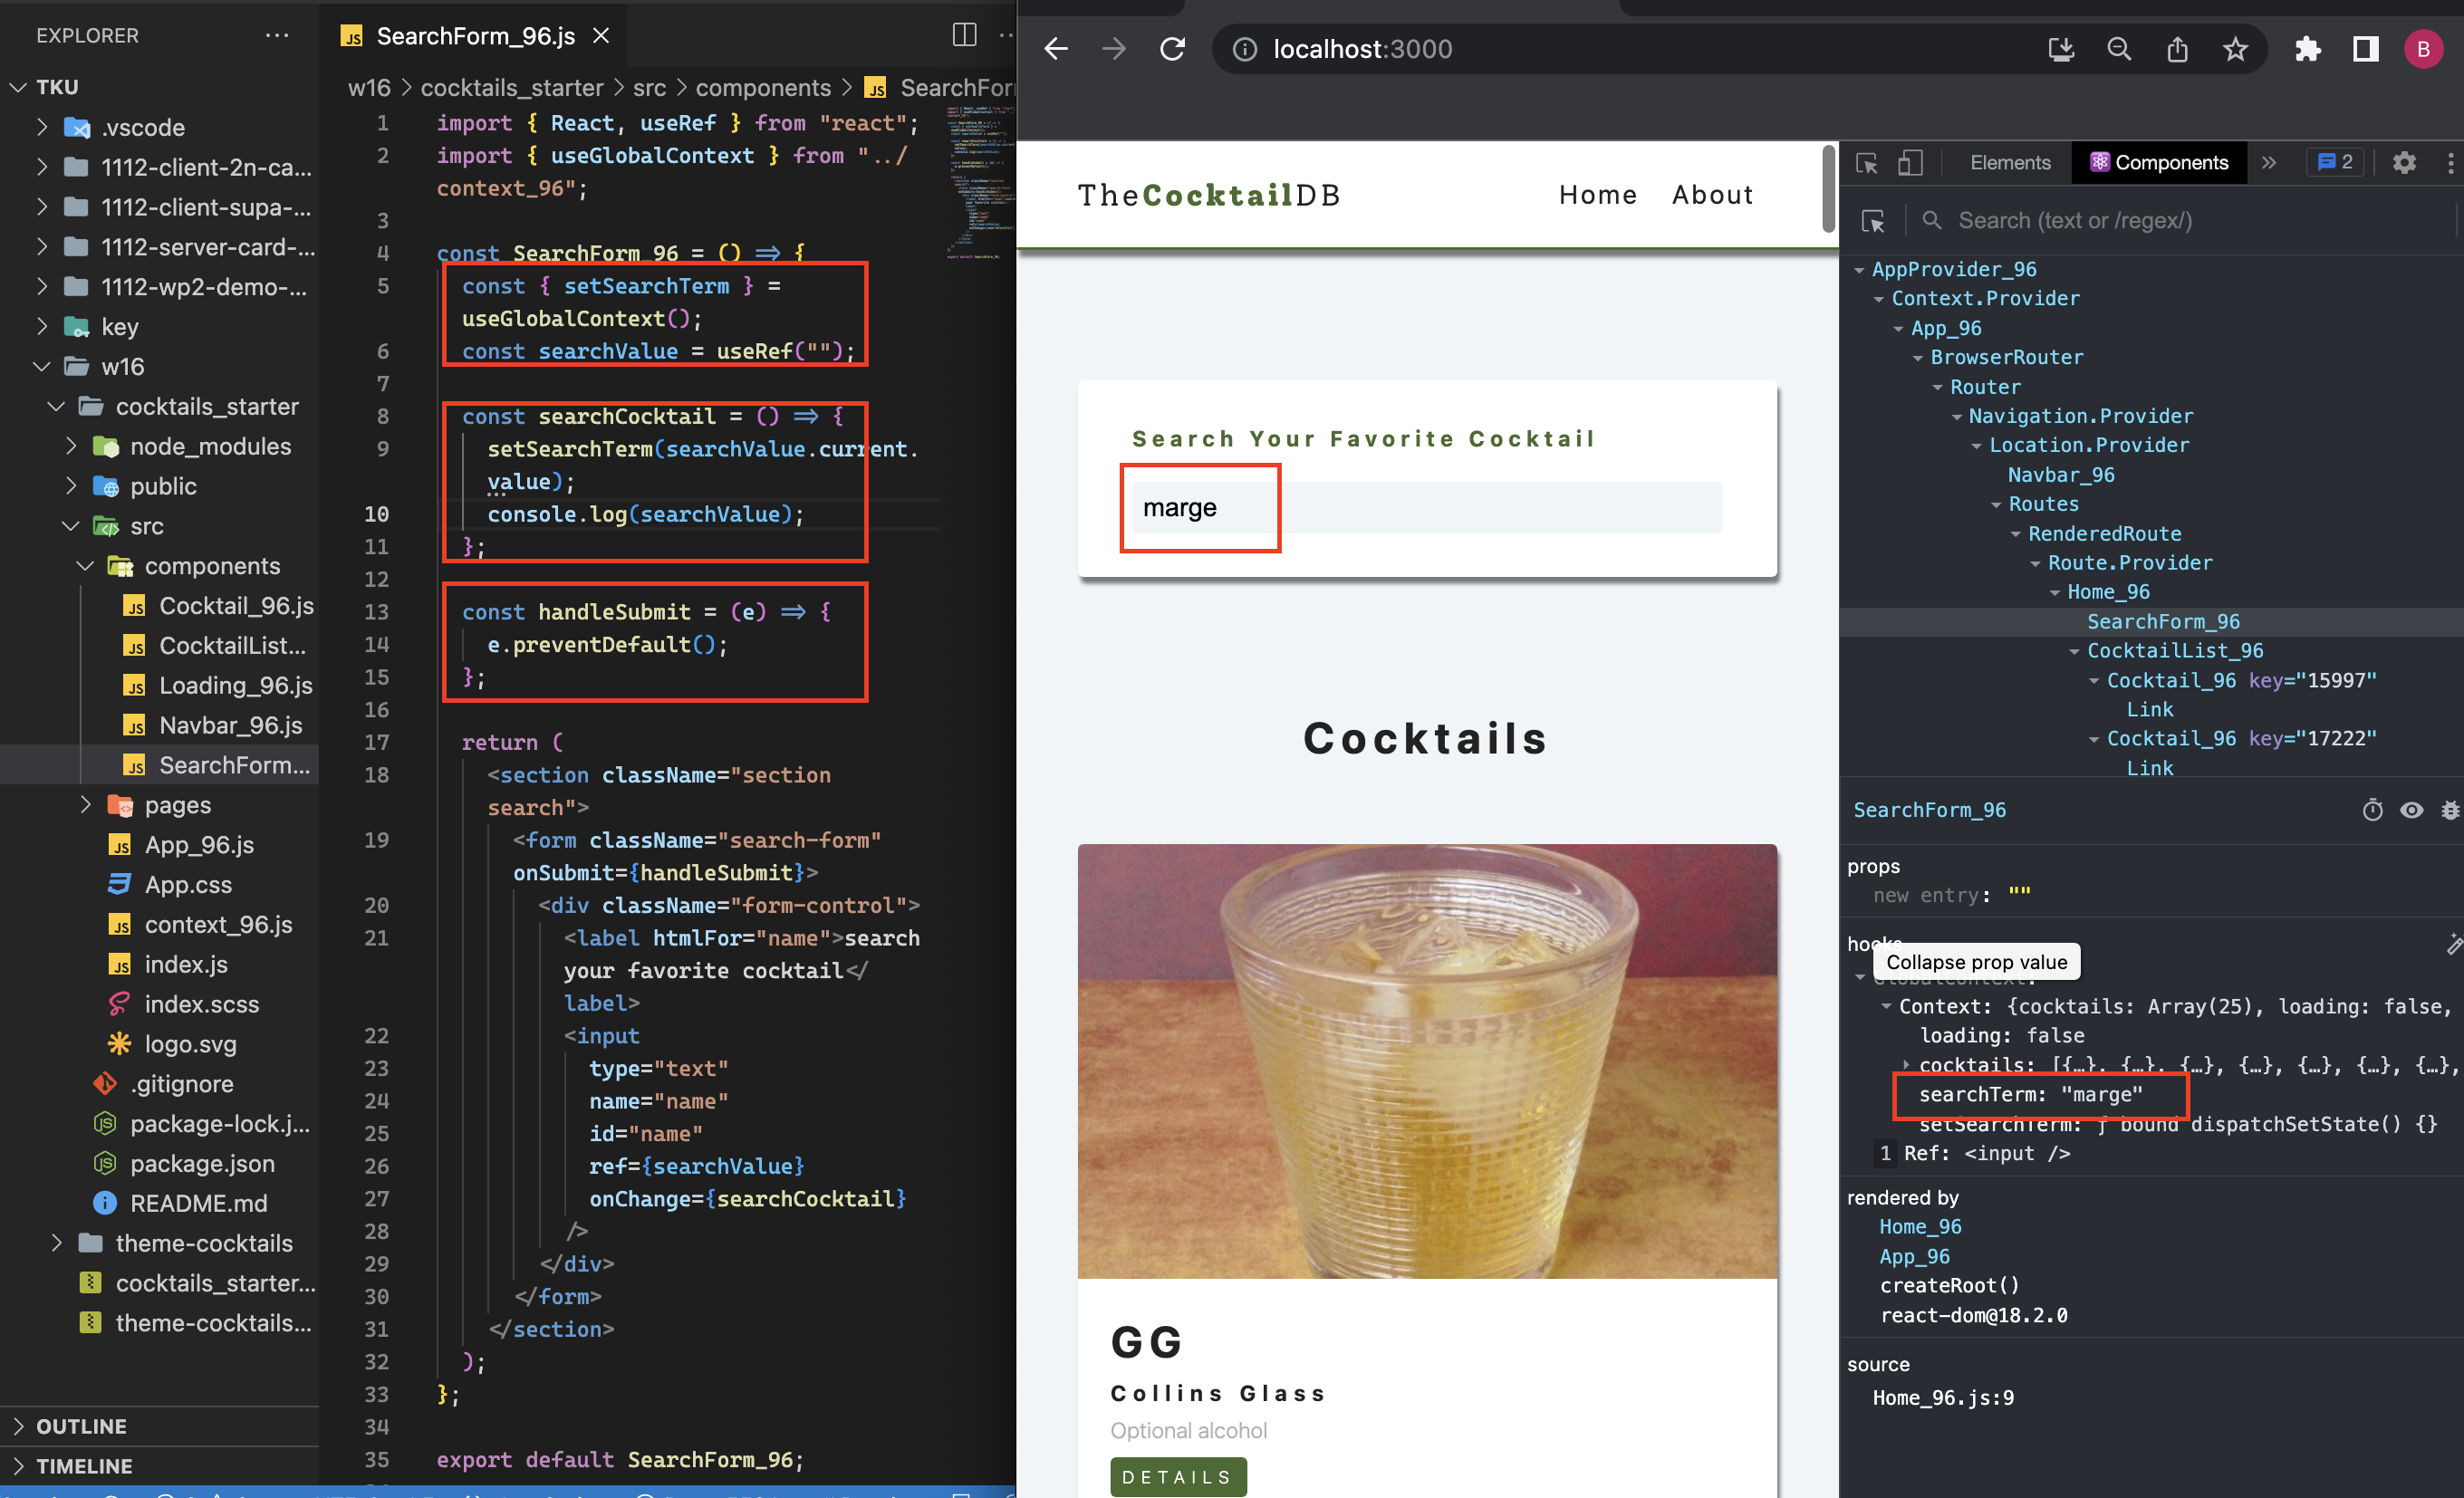 EXPLORER
TKU
.vscode
1112-client-2n-ca...
1112-client-supa-...
1112-server-card-...
1112-wp2-demo-...
key
w16
cocktails_starter
node_modules
public
src
components
Cocktail_96.js
CocktailList...
Loading_96.js
Navbar_96.js
SearchForm...
pages
App_96.js
App.css
context_96.js
index.js
index.scss
logo.svg
.gitignore
package-lock.j...
package.json
README.md
theme-cocktails
cocktails_starter...
theme-cocktails...
OUTLINE
TIMELINE
SearchForm_96.js
w16 > cocktails_starter > src > components > SearchFor
1 import { React, useRef } from "react";
2 import { useGlobalContext } from "../
context_96";
3
4 const SearchForm_96 = () => {
5 const { setSearchTerm } =
useGlobalContext();
6 const searchValue = useRef("");
7
8 const searchCocktail = () => {
9 setSearchTerm(searchValue.current.
value);
10 console.log(searchValue);
11 };
12
13 const handleSubmit = (e) => {
14 e.preventDefault();
15 };
16
17 return (
18 <section className="section
search">
19 <form className="search-form"
onSubmit={handleSubmit}>
20 <div className="form-control">
21 <label htmlFor="name">search
your favorite cocktail</
label>
22 <input
23 type="text"
24 name="name"
25 id="name"
26 ref={searchValue}
27 onChange={searchCocktail}
28 />
29 </div>
30 </form>
31 </section>
32 );
33 };
34
35 export default SearchForm_96;
localhost:3000
B
TheCocktailDB
Home About
Search Your Favorite Cocktail
marge
Cocktails
GG
Collins Glass
Optional alcohol
DETAILS
Elements Components 2
Search (text or /regex/)
AppProvider_96
Context.Provider
App_96
BrowserRouter
Router
Navigation.Provider
Location.Provider
Navbar_96
Routes
RenderedRoute
Route.Provider
Home_96
SearchForm_96
CocktailList_96
Cocktail_96 key="15997"
Link
Cocktail_96 key="17222"
Link
SearchForm_96
props
new entry: ""
hooks
Collapse prop value
GlobalContext:
Context: {cocktails: Array(25), loading: false,
loading: false
cocktails: [{…}, {…}, {…}, {…}, {…}, {…}, {…},
searchTerm: "marge"
setSearchTerm: ƒ bound dispatchSetState() {}
1 Ref: <input />
rendered by
Home_96
App_96
createRoot()
react-dom@18.2.0
source
Home_96.js:9